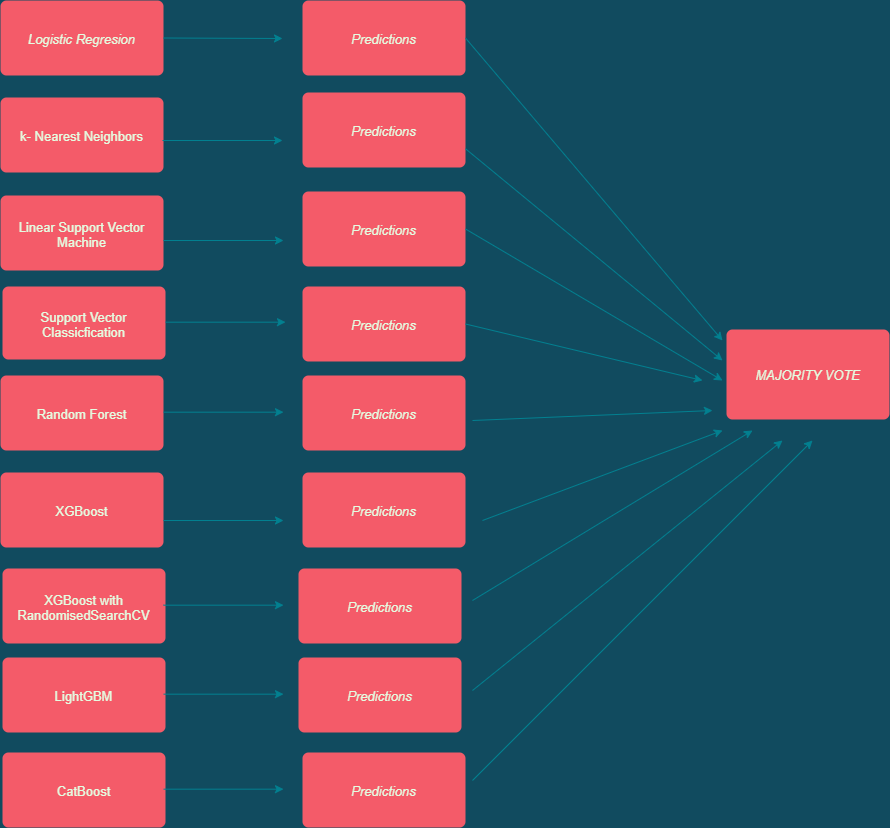 Logistic Regresion
Predictions
k- Nearest Neighbors
Predictions
Linear Support Vector
Machine
Predictions
Support Vector
Classicfication
Predictions
MAJORITY VOTE
Random Forest
Predictions
XGBoost
Predictions
XGBoost with
RandomisedSearchCV
Predictions
LightGBM
Predictions
CatBoost
Predictions